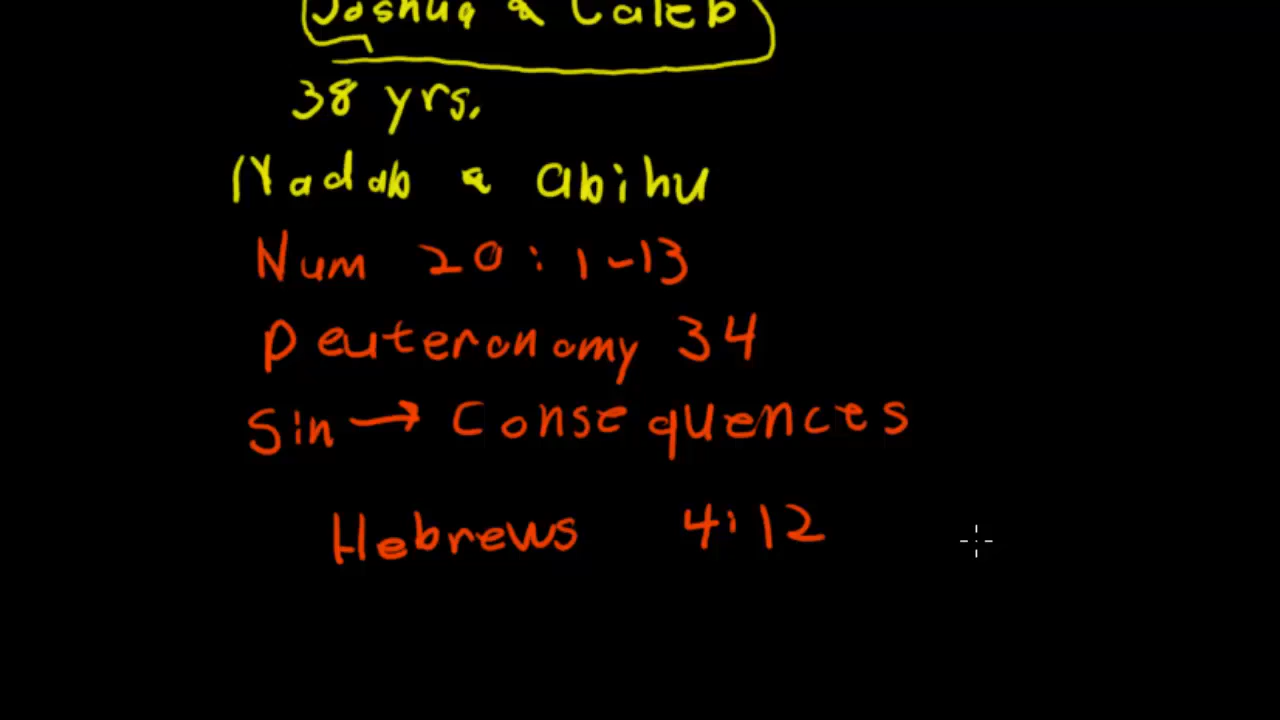 Joshua & Caleb
38 yrs.
Nadab & Abihu
Num 20:1-13
Deuteronomy 34
Sin → Consequences
Hebrews 4:12